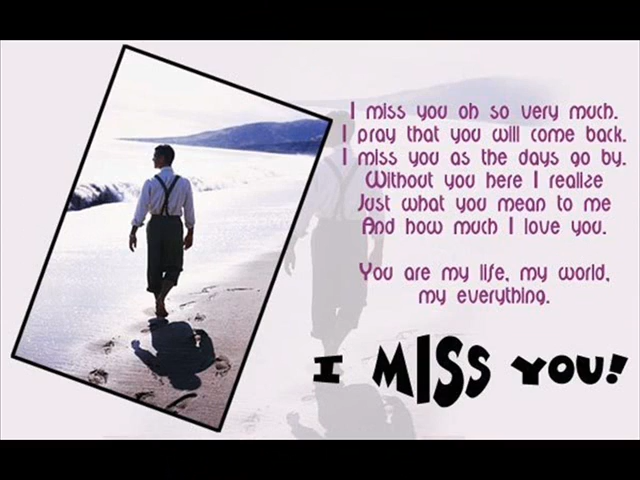 I miss you oh so very much.
I pray that you will come back.
I miss you as the days go by.
Without you here I realize
Just what you mean to me
And how much I love you.
You are my life, my world,
my everything.
I MISS YOU!